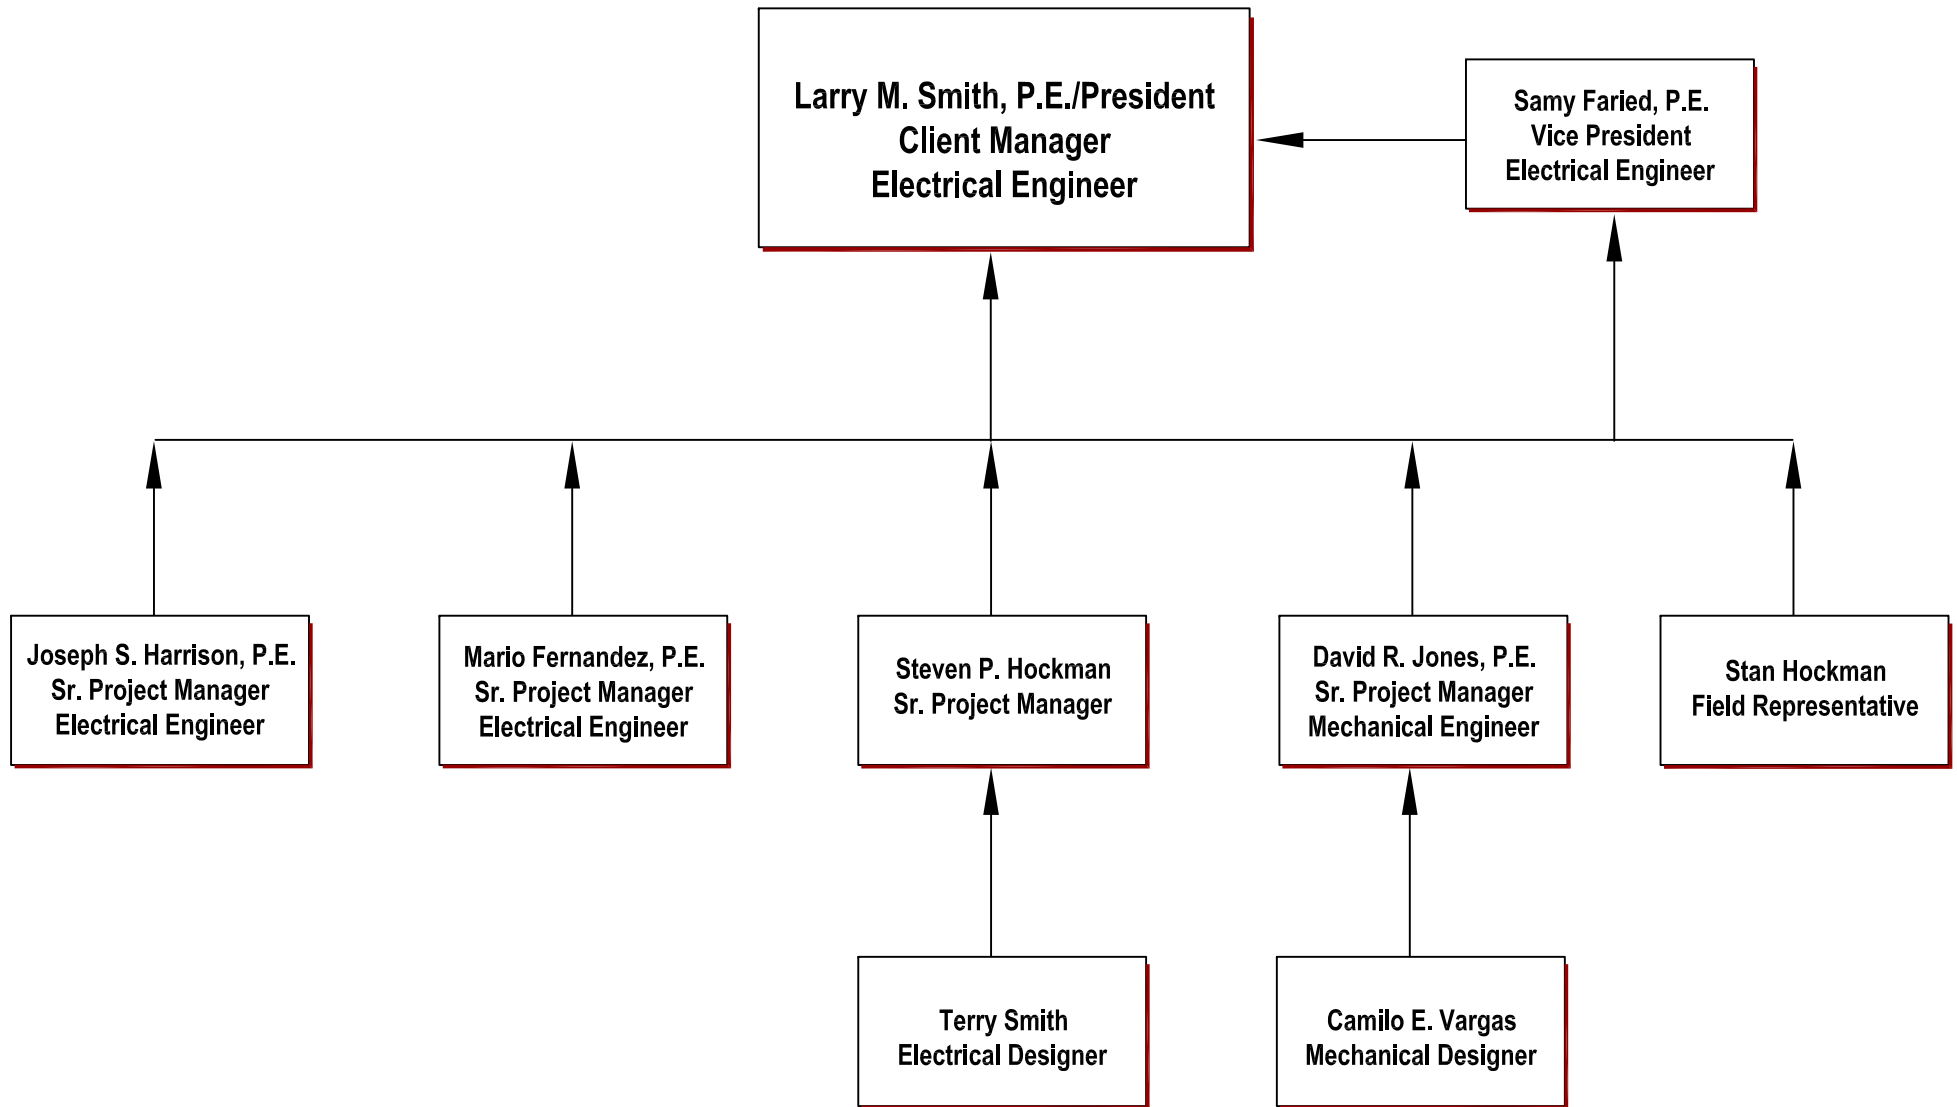 Larry M. Smith, P.E./President
Client Manager
Electrical Engineer
Samy Faried, P.E.
Vice President
Electrical Engineer
Joseph S. Harrison, P.E.
Sr. Project Manager
Electrical Engineer
Mario Fernandez, P.E.
Sr. Project Manager
Electrical Engineer
Steven P. Hockman
Sr. Project Manager
David R. Jones, P.E.
Sr. Project Manager
Mechanical Engineer
Stan Hockman
Field Representative
Terry Smith
Electrical Designer
Camilo E. Vargas
Mechanical Designer